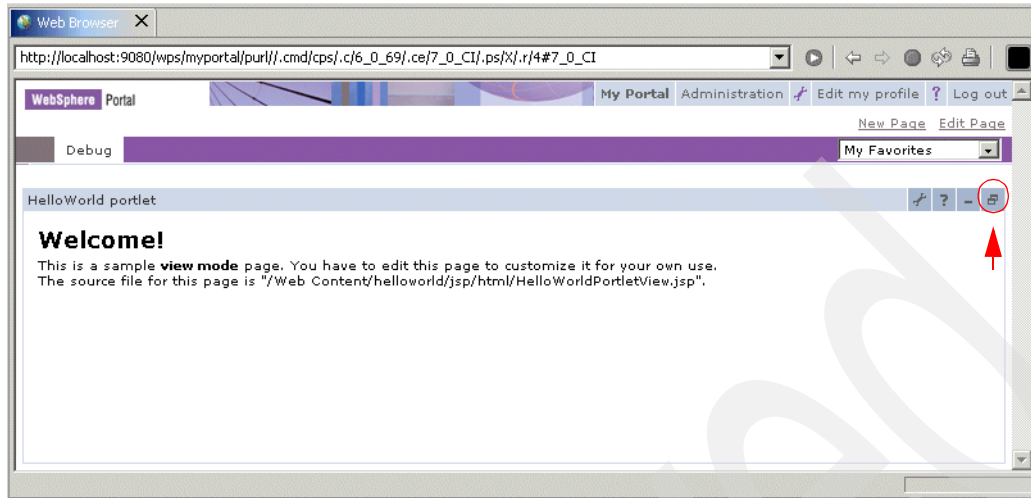 Web Browser
http://localhost:9080/wps/myportal/purl//.cmd/cps/.c/6_0_69/.ce/7_0_CI/.ps/X/.r/4#7_0_CI
WebSphere Portal
My Portal Administration Edit my profile ? Log out
New Page Edit Page
Debug
My Favorites
HelloWorld portlet
?
Welcome!
This is a sample view mode page. You have to edit this page to customize it for your own use.
The source file for this page is "/Web Content/helloworld/jsp/html/HelloWorldPortletView.jsp".